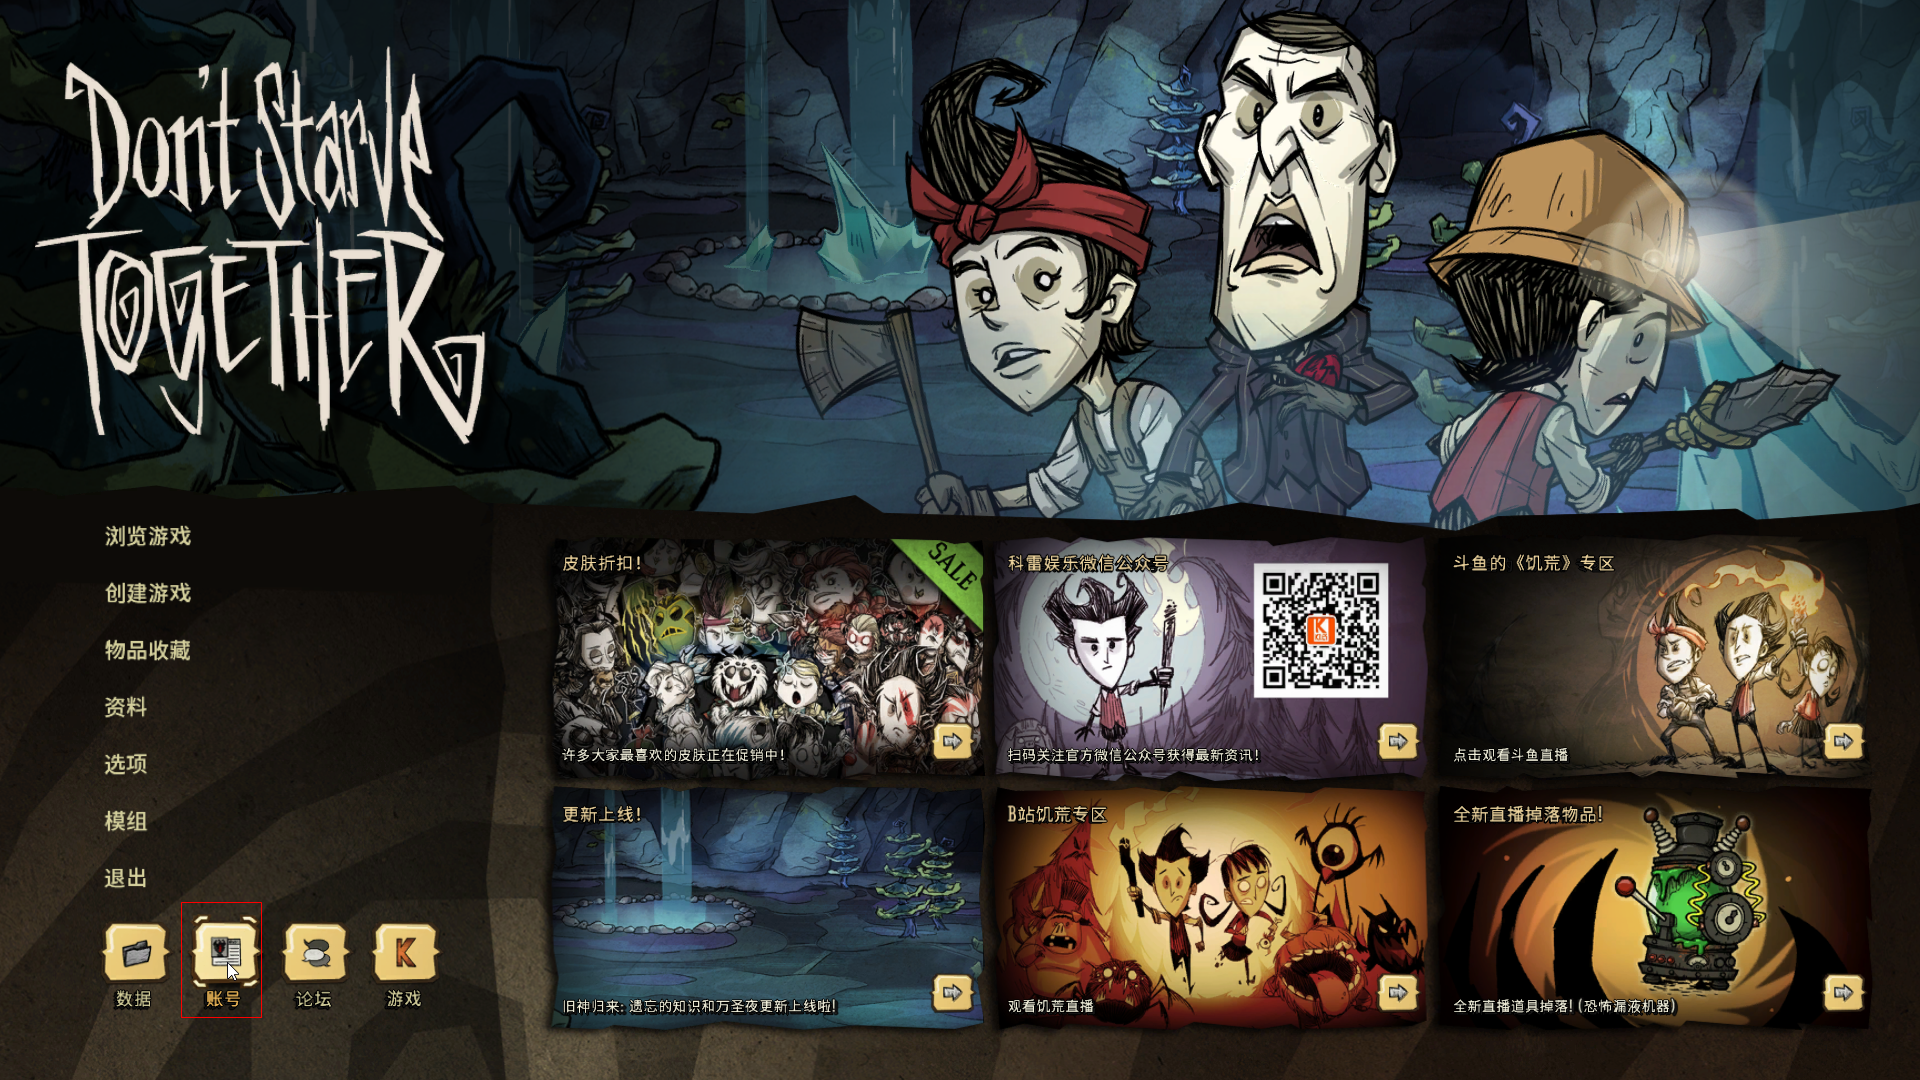 Don't Starve
TOGETHER
浏览游戏
创建游戏
物品收藏
资料
选项
模组
退出
数据
账号
论坛
K
游戏
皮肤折扣！
SALE
许多大家最喜欢的皮肤正在促销中！
科雷娱乐微信公众号
扫码关注官方微信公众号获得最新资讯！
斗鱼的《饥荒》专区
点击观看斗鱼直播
更新上线！
旧神归来: 遗忘的知识和万圣夜更新上线啦！
B站饥荒专区
观看饥荒直播
全新直播掉落物品！
全新直播道具掉落！(恐怖漏液机器)